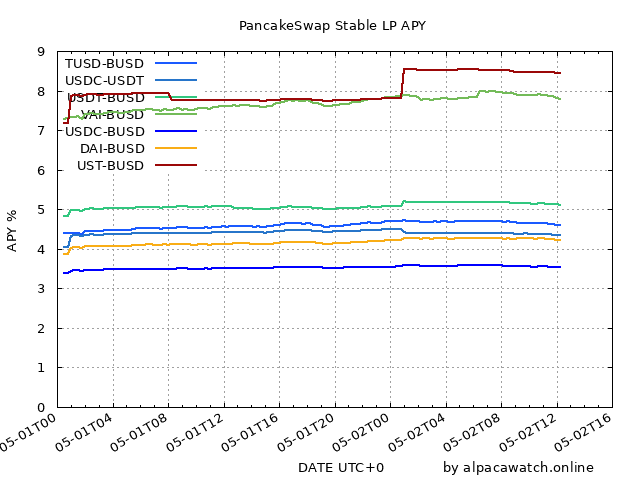 PancakeSwap Stable LP APY
9
8
7
6
5
4
3
2
1
0
APY %
TUSD-BUSD
USDC-USDT
USDT-BUSD
VAI-BUSD
USDC-BUSD
DAI-BUSD
UST-BUSD
05-01T00
05-01T04
05-01T08
05-01T12
05-01T16
05-01T20
05-02T00
05-02T04
05-02T08
05-02T12
05-02T16
DATE UTC+0
by alpacawatch.online